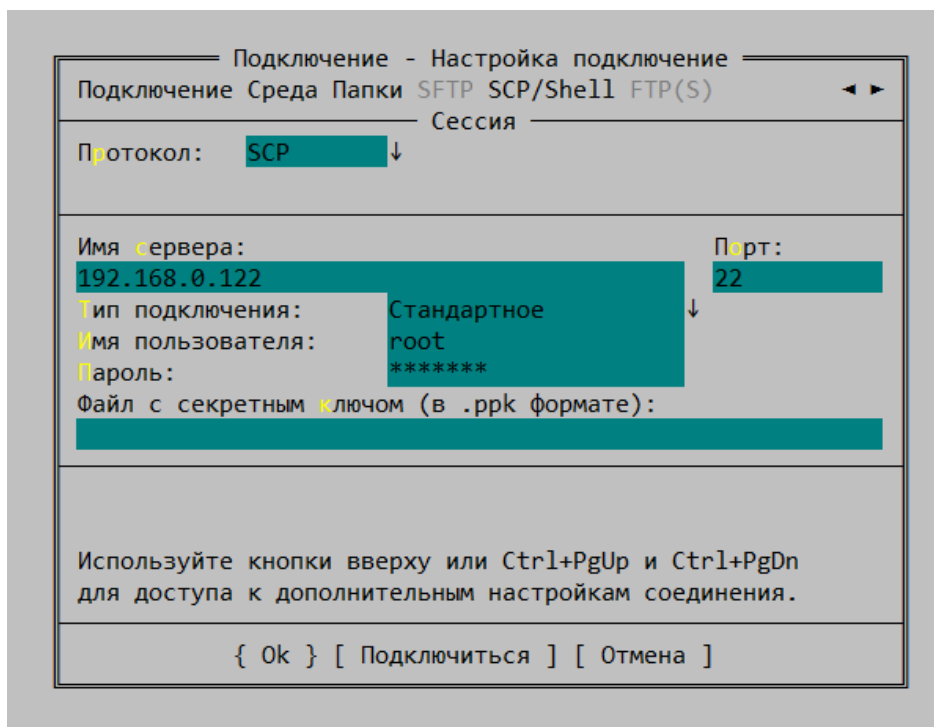 Подключение - Настройка подключение
Подключение Среда Папки SFTP SCP/Shell FTP(S) ◄ ►
Сессия
Протокол: SCP ↓
Имя сервера: Порт:
192.168.0.122 22
Тип подключения: Стандартное ↓
Имя пользователя: root
Пароль: *******
Файл с секретным ключом (в .ppk формате):
Используйте кнопки вверху или Ctrl+PgUp и Ctrl+PgDn
для доступа к дополнительным настройкам соединения.
{ Ok } [ Подключиться ] [ Отмена ]